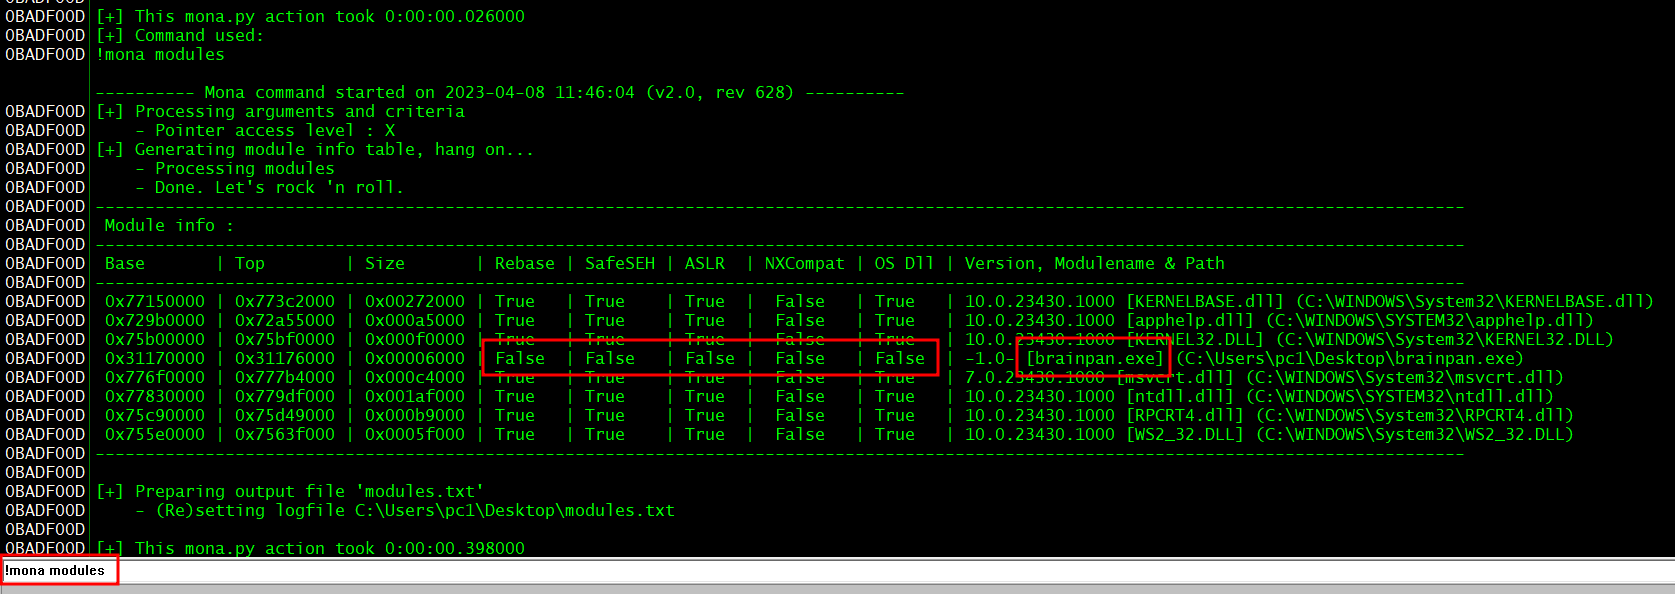 0BADF00D [+] This mona.py action took 0:00:00.026000
0BADF00D [+] Command used:
0BADF00D !mona modules
---------- Mona command started on 2023-04-08 11:46:04 (v2.0, rev 628) ----------
0BADF00D [+] Processing arguments and criteria
0BADF00D - Pointer access level : X
0BADF00D [+] Generating module info table, hang on...
0BADF00D - Processing modules
0BADF00D - Done. Let's rock 'n roll.
0BADF00D -----------------------------------------------------------------------------------------------------------------------------------------
0BADF00D Module info :
0BADF00D -----------------------------------------------------------------------------------------------------------------------------------------
0BADF00D Base | Top | Size | Rebase | SafeSEH | ASLR | NXCompat | OS Dll | Version, Modulename & Path
0BADF00D -----------------------------------------------------------------------------------------------------------------------------------------
0BADF00D 0x77150000 | 0x773c2000 | 0x00272000 | True | True | True | False | True | 10.0.23430.1000 [KERNELBASE.dll] (C:\WINDOWS\System32\KERNELBASE.dll)
0BADF00D 0x729b0000 | 0x72a55000 | 0x000a5000 | True | True | True | False | True | 10.0.23430.1000 [apphelp.dll] (C:\WINDOWS\SYSTEM32\apphelp.dll)
0BADF00D 0x75b00000 | 0x75bf0000 | 0x000f0000 | True | True | True | False | True | 10.0.23430.1000 [KERNEL32.DLL] (C:\WINDOWS\System32\KERNEL32.DLL)
0BADF00D 0x31170000 | 0x31176000 | 0x00006000 | False | False | False | False | False | -1.0- [brainpan.exe] (C:\Users\pc1\Desktop\brainpan.exe)
0BADF00D 0x776f0000 | 0x777b4000 | 0x000c4000 | True | True | True | False | True | 7.0.23430.1000 [msvcrt.dll] (C:\WINDOWS\System32\msvcrt.dll)
0BADF00D 0x77830000 | 0x779df000 | 0x001af000 | True | True | True | False | True | 10.0.23430.1000 [ntdll.dll] (C:\WINDOWS\SYSTEM32\ntdll.dll)
0BADF00D 0x75c90000 | 0x75d49000 | 0x000b9000 | True | True | True | False | True | 10.0.23430.1000 [RPCRT4.dll] (C:\WINDOWS\System32\RPCRT4.dll)
0BADF00D 0x755e0000 | 0x7563f000 | 0x0005f000 | True | True | True | False | True | 10.0.23430.1000 [WS2_32.DLL] (C:\WINDOWS\System32\WS2_32.DLL)
0BADF00D -----------------------------------------------------------------------------------------------------------------------------------------
0BADF00D
0BADF00D [+] Preparing output file 'modules.txt'
0BADF00D - (Re)setting logfile C:\Users\pc1\Desktop\modules.txt
0BADF00D
0BADF00D [+] This mona.py action took 0:00:00.398000
!mona modules